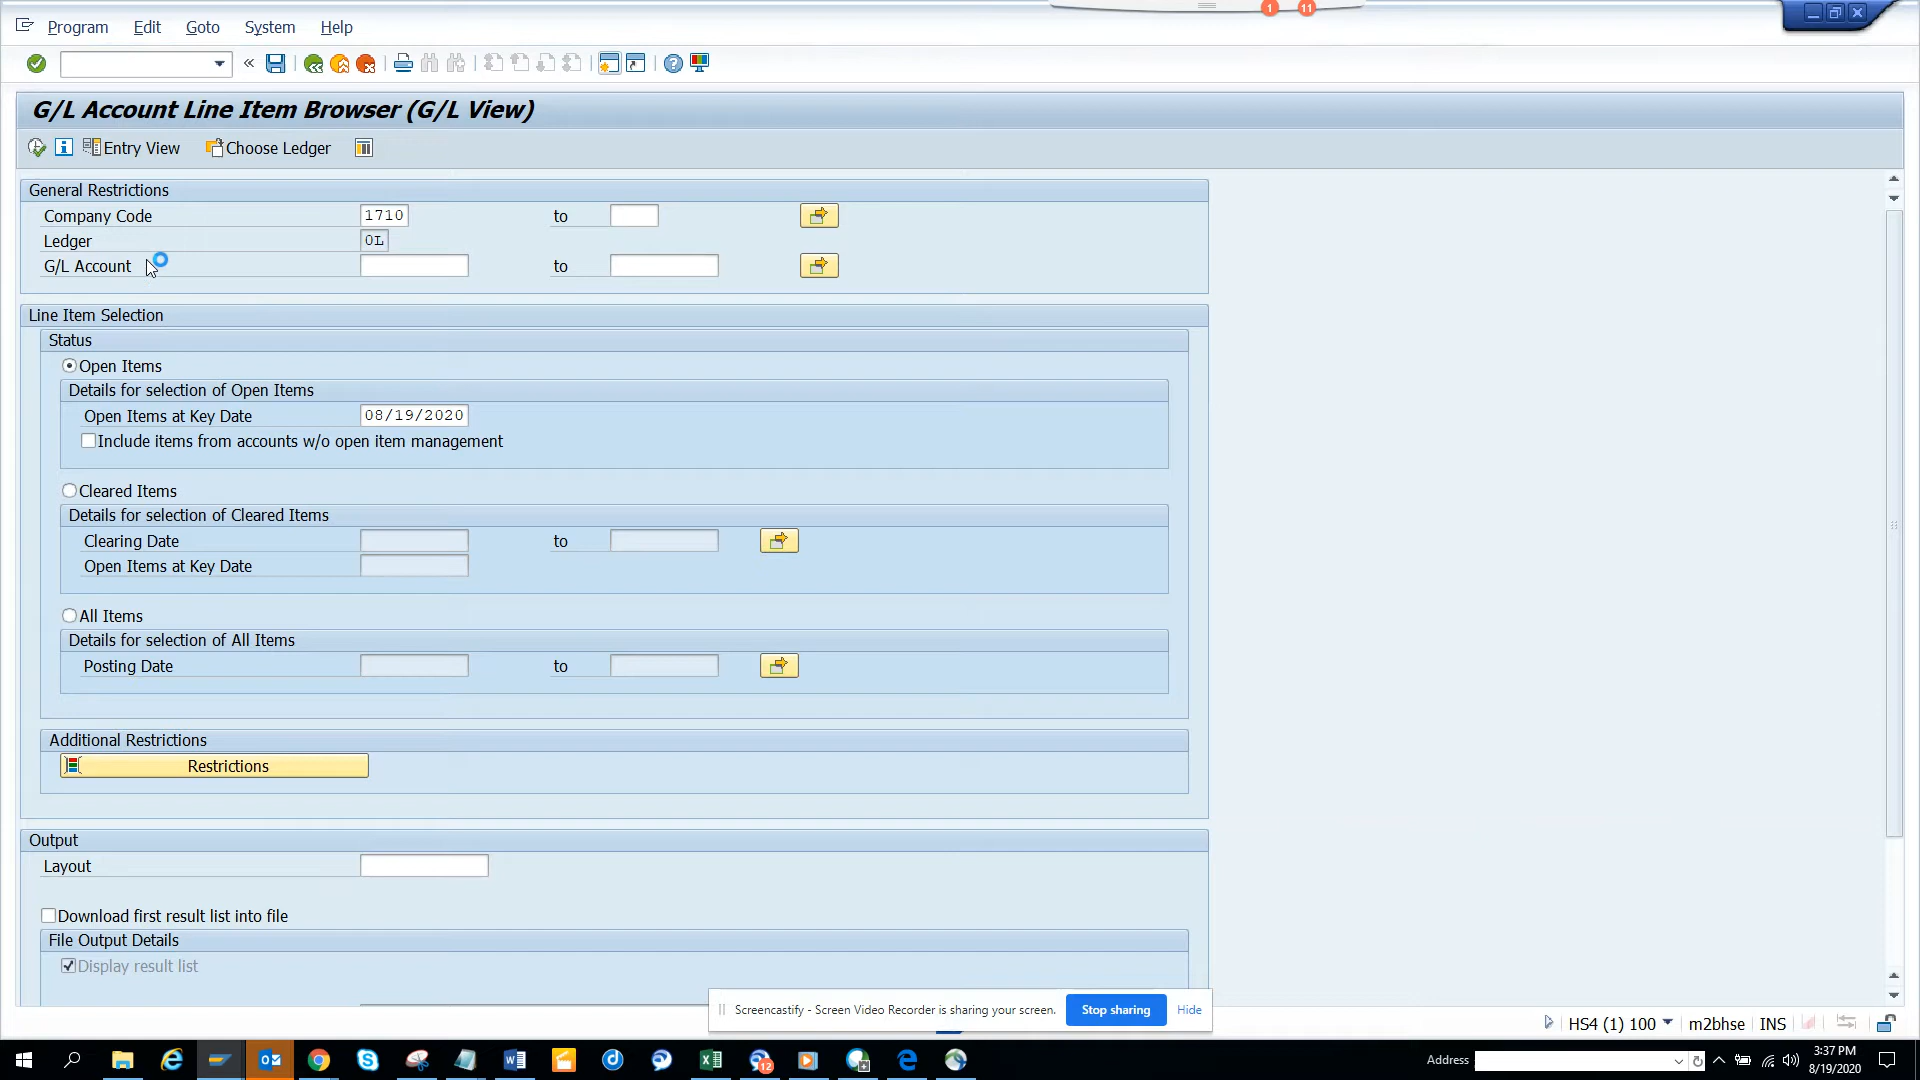 1 11
Program Edit Goto System Help
«
G/L Account Line Item Browser (G/L View)
Entry View Choose Ledger
General Restrictions
Company Code 1710 to
Ledger 0L
G/L Account to
Line Item Selection
Status
Open Items
Details for selection of Open Items
Open Items at Key Date 08/19/2020
Include items from accounts w/o open item management
Cleared Items
Details for selection of Cleared Items
Clearing Date to
Open Items at Key Date
All Items
Details for selection of All Items
Posting Date to
Additional Restrictions
Restrictions
Output
Layout
Download first result list into file
File Output Details
Display result list
Screencastify - Screen Video Recorder is sharing your screen. Stop sharing Hide
HS4 (1) 100 m2bhse INS
12
Address
3:37 PM
8/19/2020